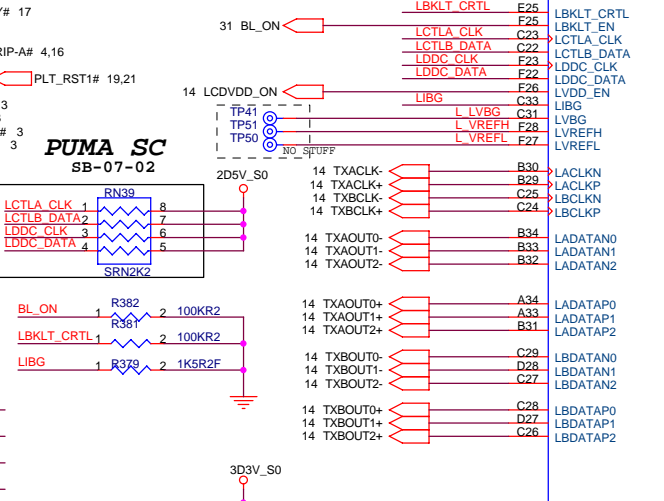 Y# 17
31 BL_ON
LBKLT_CRTL E25 LBKLT_CRTL
F25 LBKLT_EN
LCTLA_CLK C23 LCTLA_CLK
LCTLB_DATA C22 LCTLB_DATA
LDDC_CLK F23 LDDC_CLK
LDDC_DATA F22 LDDC_DATA
RIP-A# 4,16
PLT_RST1# 19,21
14 LCDVDD_ON F26 LVDD_EN
LIBG C33 LIBG
3
TP41 L_LVBG C31 LVBG
# 3
TP51 L_VREFH F28 LVREFH
3
TP50 L_VREFL F27 LVREFL
NO STUFF
PUMA SC
SB-07-02
2D5V_S0
14 TXACLK- B30 LACLKN
14 TXACLK+ B29 LACLKP
14 TXBCLK- C25 LBCLKN
14 TXBCLK+ C24 LBCLKP
RN39
LCTLA_CLK 1 8
LCTLB_DATA 2 7
LDDC_CLK 3 6
LDDC_DATA 4 5
SRN2K2
14 TXAOUT0- B34 LADATAN0
14 TXAOUT1- B33 LADATAN1
14 TXAOUT2- B32 LADATAN2
14 TXAOUT0+ A34 LADATAP0
14 TXAOUT1+ A33 LADATAP1
14 TXAOUT2+ B31 LADATAP2
BL_ON 1 R382 2 100KR2
LBKLT_CRTL 1 R381 2 100KR2
LIBG 1 R379 2 1K5R2F
14 TXBOUT0- C29 LBDATAN0
14 TXBOUT1- D28 LBDATAN1
14 TXBOUT2- C27 LBDATAN2
14 TXBOUT0+ C28 LBDATAP0
14 TXBOUT1+ D27 LBDATAP1
14 TXBOUT2+ C26 LBDATAP2
3D3V_S0